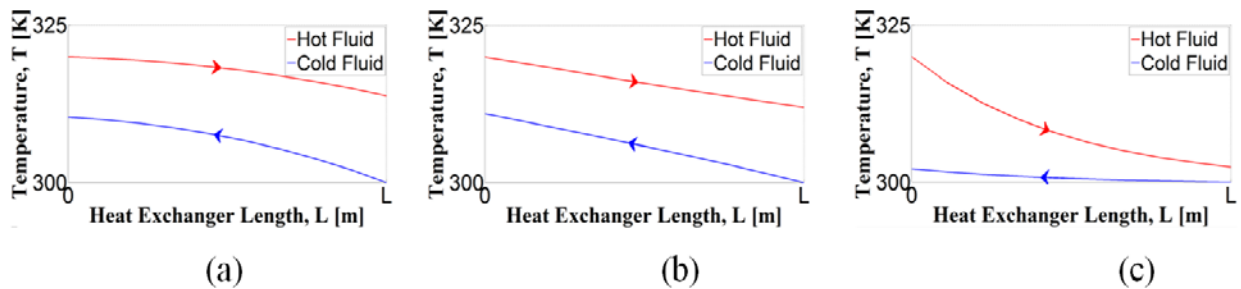 325
Temperature, T [K]
Hot Fluid
Cold Fluid
300
0
L
Heat Exchanger Length, L [m]
(a)
325
Temperature, T [K]
Hot Fluid
Cold Fluid
300
0
L
Heat Exchanger Length, L [m]
(b)
325
Temperature, T [K]
Hot Fluid
Cold Fluid
300
0
L
Heat Exchanger Length, L [m]
(c)